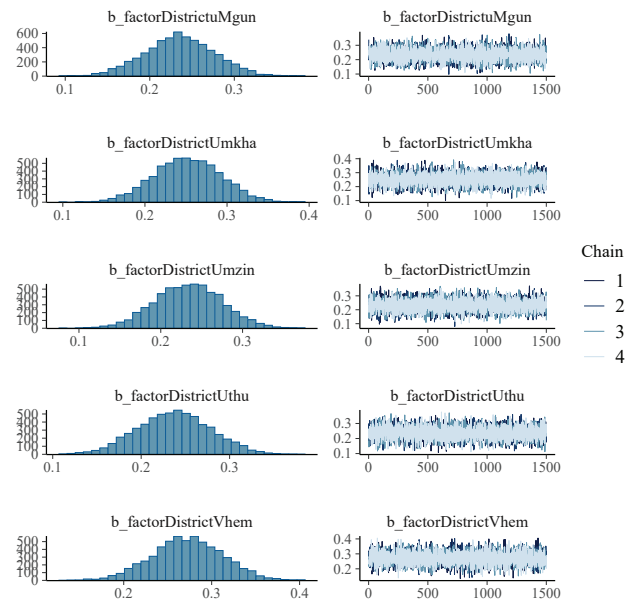 b_factorDistrictuMgun
600
400
200
0
0.1 0.2 0.3
b_factorDistrictuMgun
0.3
0.2
0.1
0 500 1000 1500
b_factorDistrictUmkha
500
400
300
200
100
0
0.1 0.2 0.3 0.4
b_factorDistrictUmkha
0.4
0.3
0.2
0.1
0 500 1000 1500
b_factorDistrictUmzin
500
400
300
200
100
0
0.1 0.2 0.3
b_factorDistrictUmzin
0.3
0.2
0.1
0 500 1000 1500
b_factorDistrictUthu
500
400
300
200
100
0
0.1 0.2 0.3
b_factorDistrictUthu
0.3
0.2
0.1
0 500 1000 1500
b_factorDistrictVhem
500
400
300
200
100
0
0.2 0.3 0.4
b_factorDistrictVhem
0.4
0.3
0.2
0 500 1000 1500
Chain
1
2
3
4